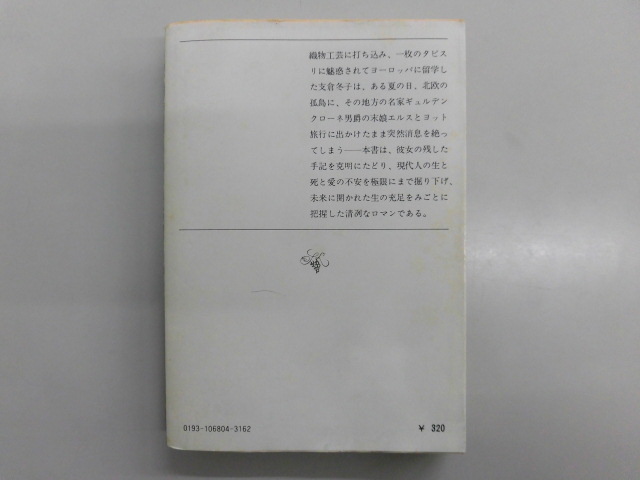 織物工芸に打ち込み、一枚のタピス
リに魅惑されてヨーロッパに留学し
た支倉冬子は、ある夏の日、北欧の
孤島に、その地方の名家ギュルデン
クローネ男爵の末娘エルスとヨット
旅行に出かけたまま突然消息を絶っ
てしまう——本書は、彼女の残した
手記を克明にたどり、現代人の生と
死と愛の不安を極限にまで掘り下げ、
未来に開かれた生の充足をみごとに
把握した清冽なロマンである。
0193-106804-3162
¥ 320